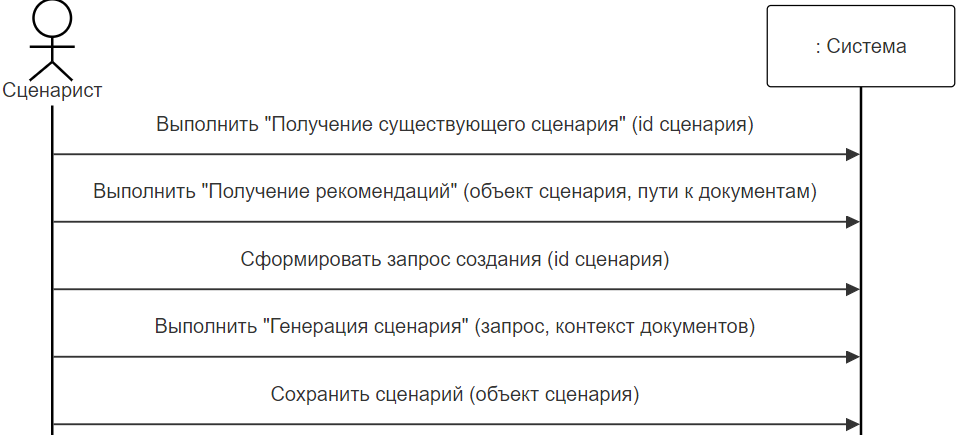 : Система
Сценарист
Выполнить "Получение существующего сценария" (id сценария)
Выполнить "Получение рекомендаций" (объект сценария, пути к документам)
Сформировать запрос создания (id сценария)
Выполнить "Генерация сценария" (запрос, контекст документов)
Сохранить сценарий (объект сценария)